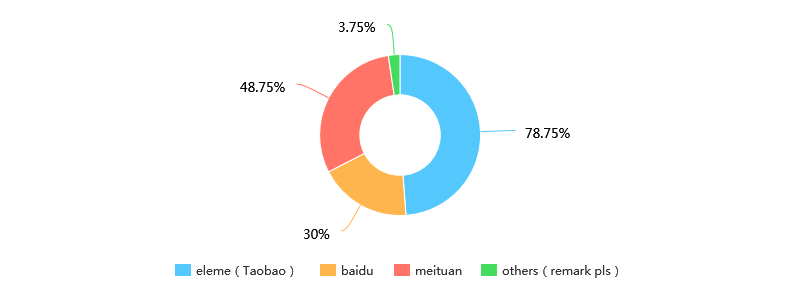 3.75%
48.75%
78.75%
30%
eleme ( Taobao ) baidu meituan others ( remark pls )